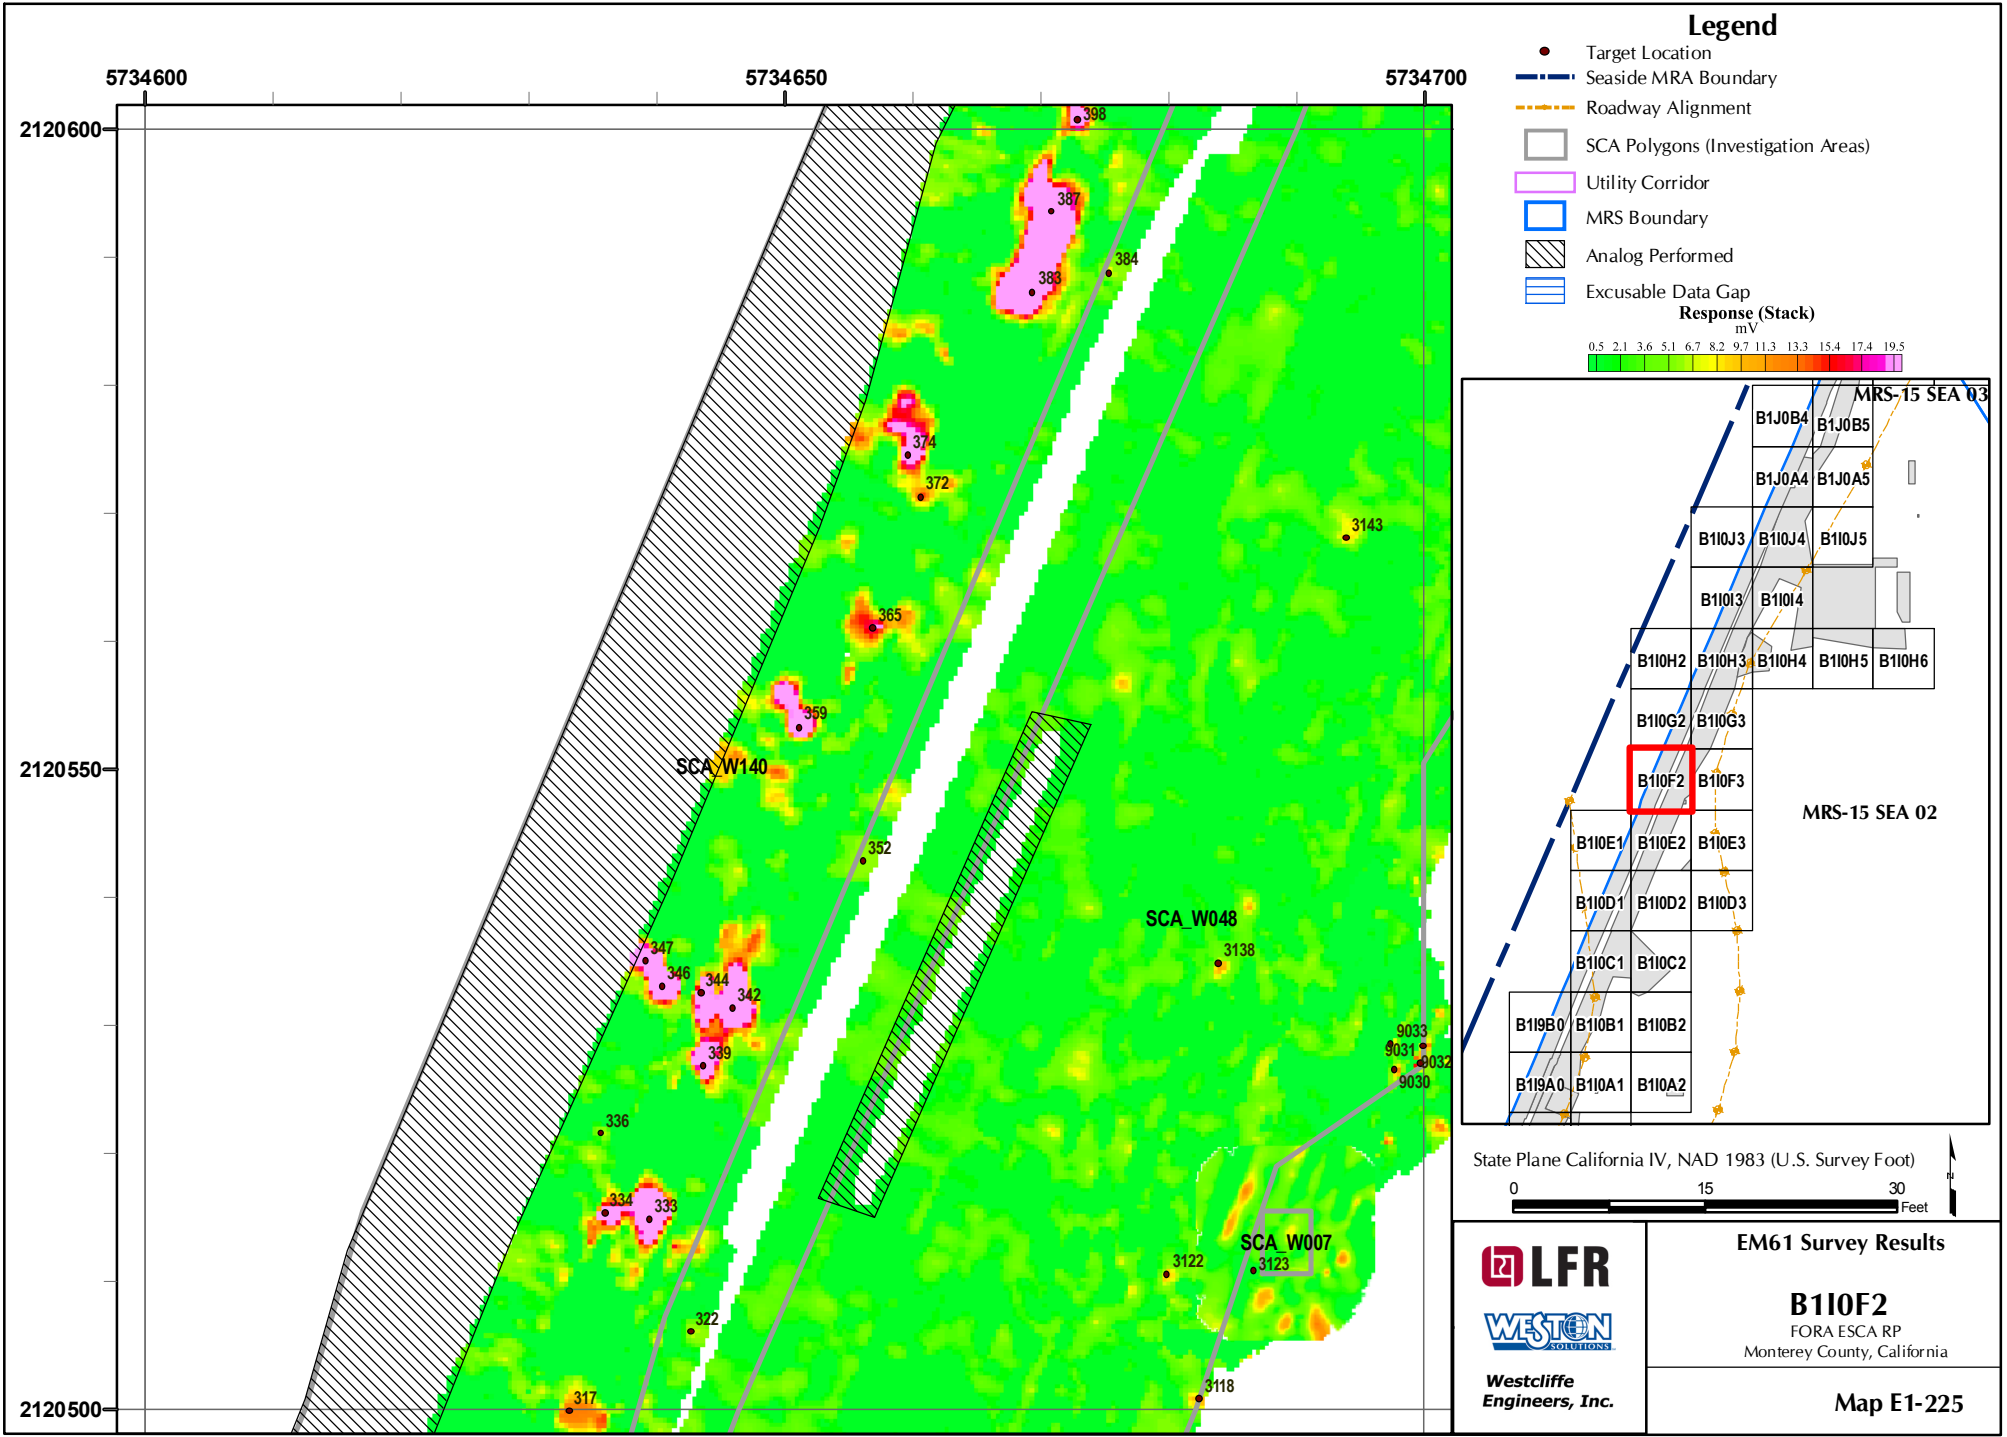 5734600
5734650
5734700
2120600
2120550
2120500
398
387
384
383
374
372
3143
365
359
SCA_W140
352
SCA_W048
3138
347
346
344
342
339
9033
9031
9032
9030
336
334
333
SCA_W007
3122
3123
322
3118
317
Legend
Target Location
Seaside MRA Boundary
Roadway Alignment
SCA Polygons (Investigation Areas)
Utility Corridor
MRS Boundary
Analog Performed
Excusable Data Gap
Response (Stack)
mV
0.5 2.1 3.6 5.1 6.7 8.2 9.7 11.3 13.3 15.4 17.4 19.5
MRS-15 SEA 03
B1J0B4 B1J0B5
B1J0A4 B1J0A5
B1I0J3 B1I0J4 B1I0J5
B1I0I3 B1I0I4
B1I0H2 B1I0H3 B1I0H4 B1I0H5 B1I0H6
B1I0G2 B1I0G3
B1I0F2 B1I0F3
MRS-15 SEA 02
B1I0E1 B1I0E2 B1I0E3
B1I0D1 B1I0D2 B1I0D3
B1I0C1 B1I0C2
B1I9B0 B1I0B1 B1I0B2
B1I9A0 B1I0A1 B1I0A2
State Plane California IV, NAD 1983 (U.S. Survey Foot)
0 15 30
Feet
Z
LFR
WESTON
SOLUTIONS
Westcliffe
Engineers, Inc.
EM61 Survey Results
B1I0F2
FORA ESCA RP
Monterey County, California
Map E1-225